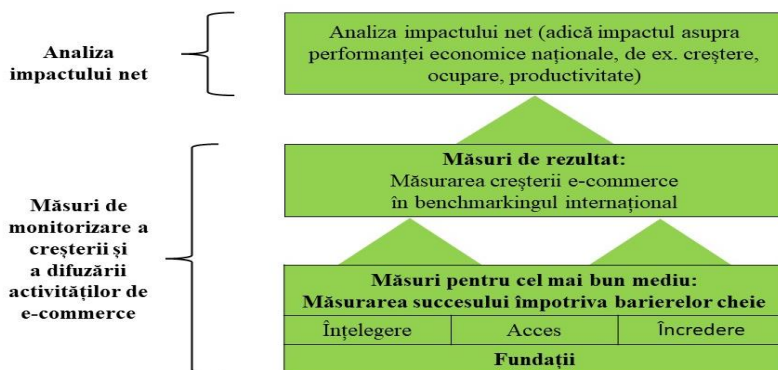 Analiza
impactului net
Analiza impactului net (adică impactul asupra
performanței economice naționale, de ex. creștere,
ocupare, productivitate)
Măsuri de
monitorizare a
creșterii și
a difuzării
activităților de
e-commerce
Măsuri de rezultat:
Măsurarea creșterii e-commerce
în benchmarkingul internațional
Măsuri pentru cel mai bun mediu:
Măsurarea succesului împotriva barierelor cheie
Înțelegere Acces Încredere
Fundații